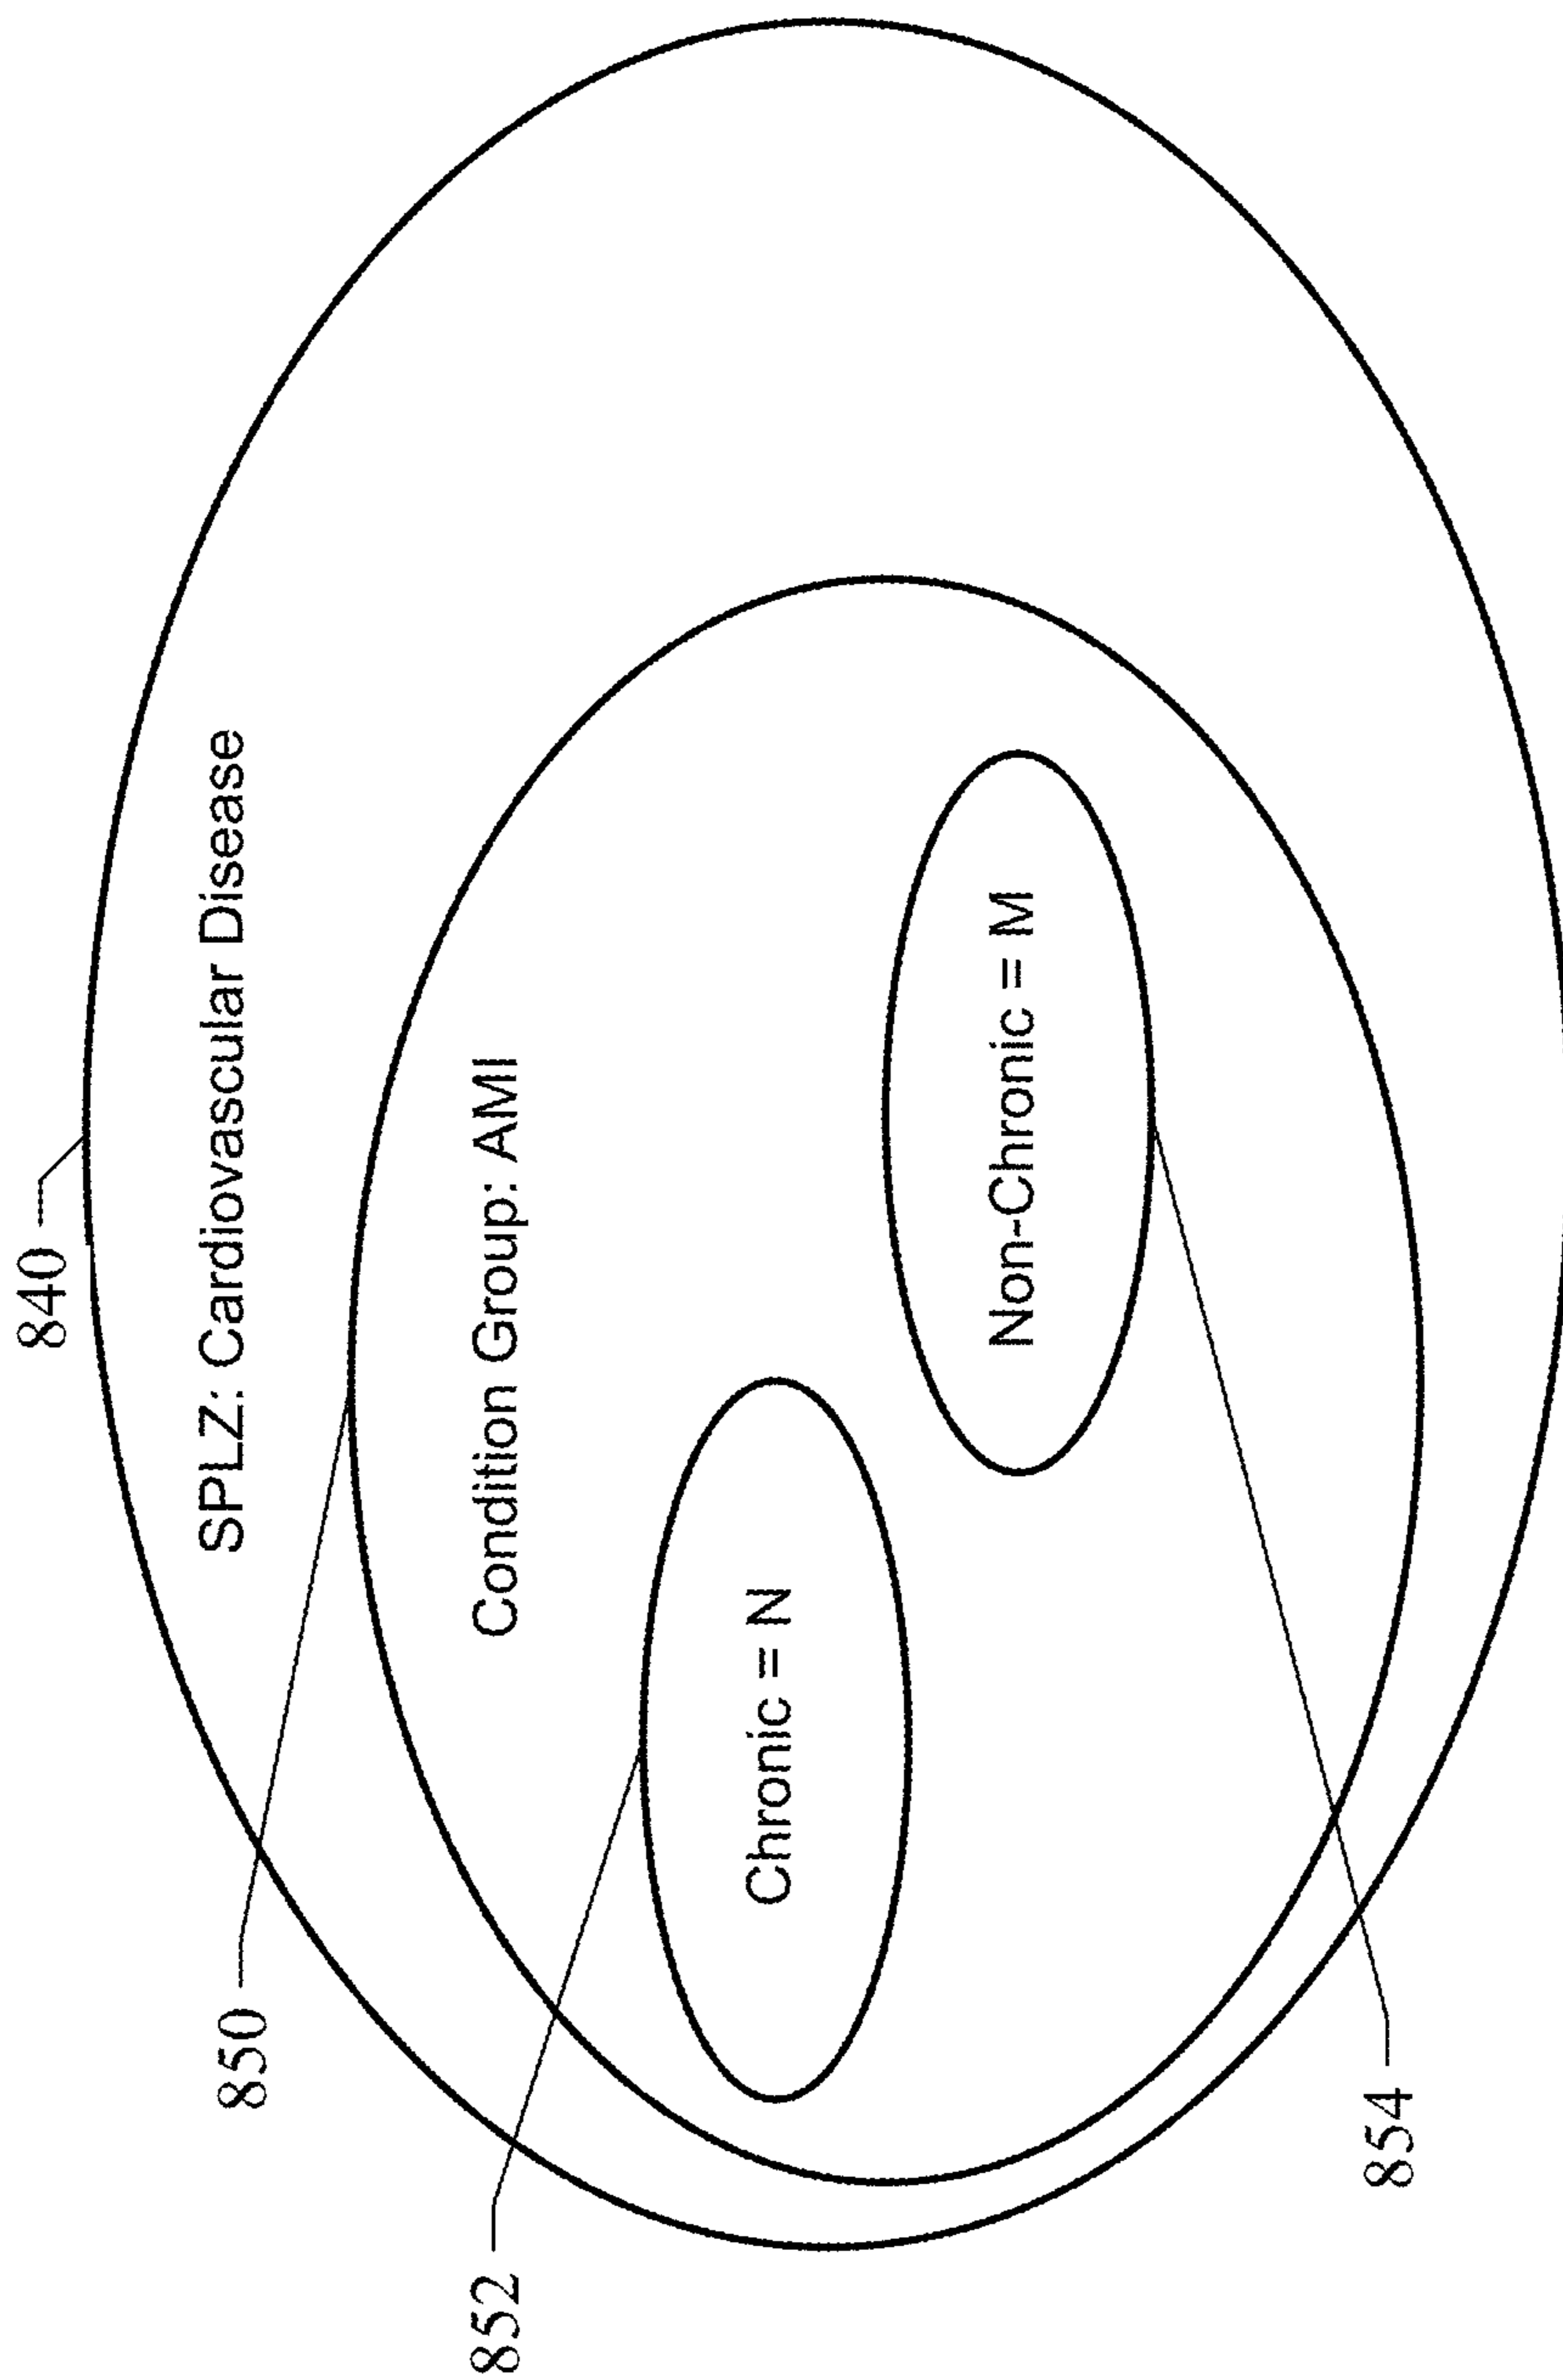 840
SPLZ: Cardiovascular Disease
850
Condition Group: AMI
852
Chronic = N
Non-Chronic = M
854